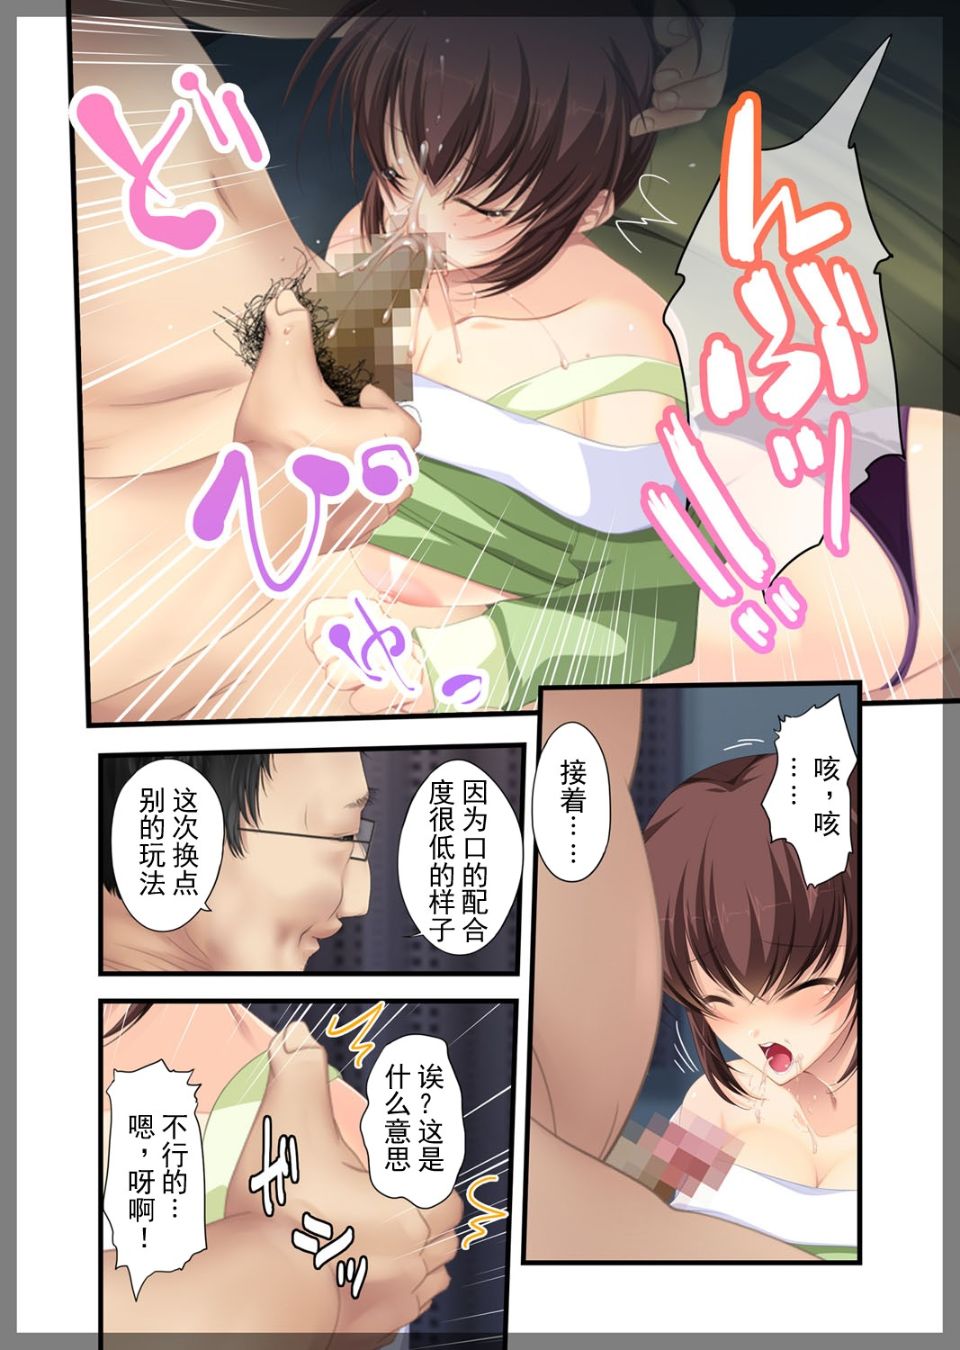 んぶぶッ!!
ど
ぴ
ゅっ
咳，咳
……
接着……
因为口的配合
度很低的样子
这次换点
别的玩法
诶？这是
什么意思
不行的…
嗯，呀啊！